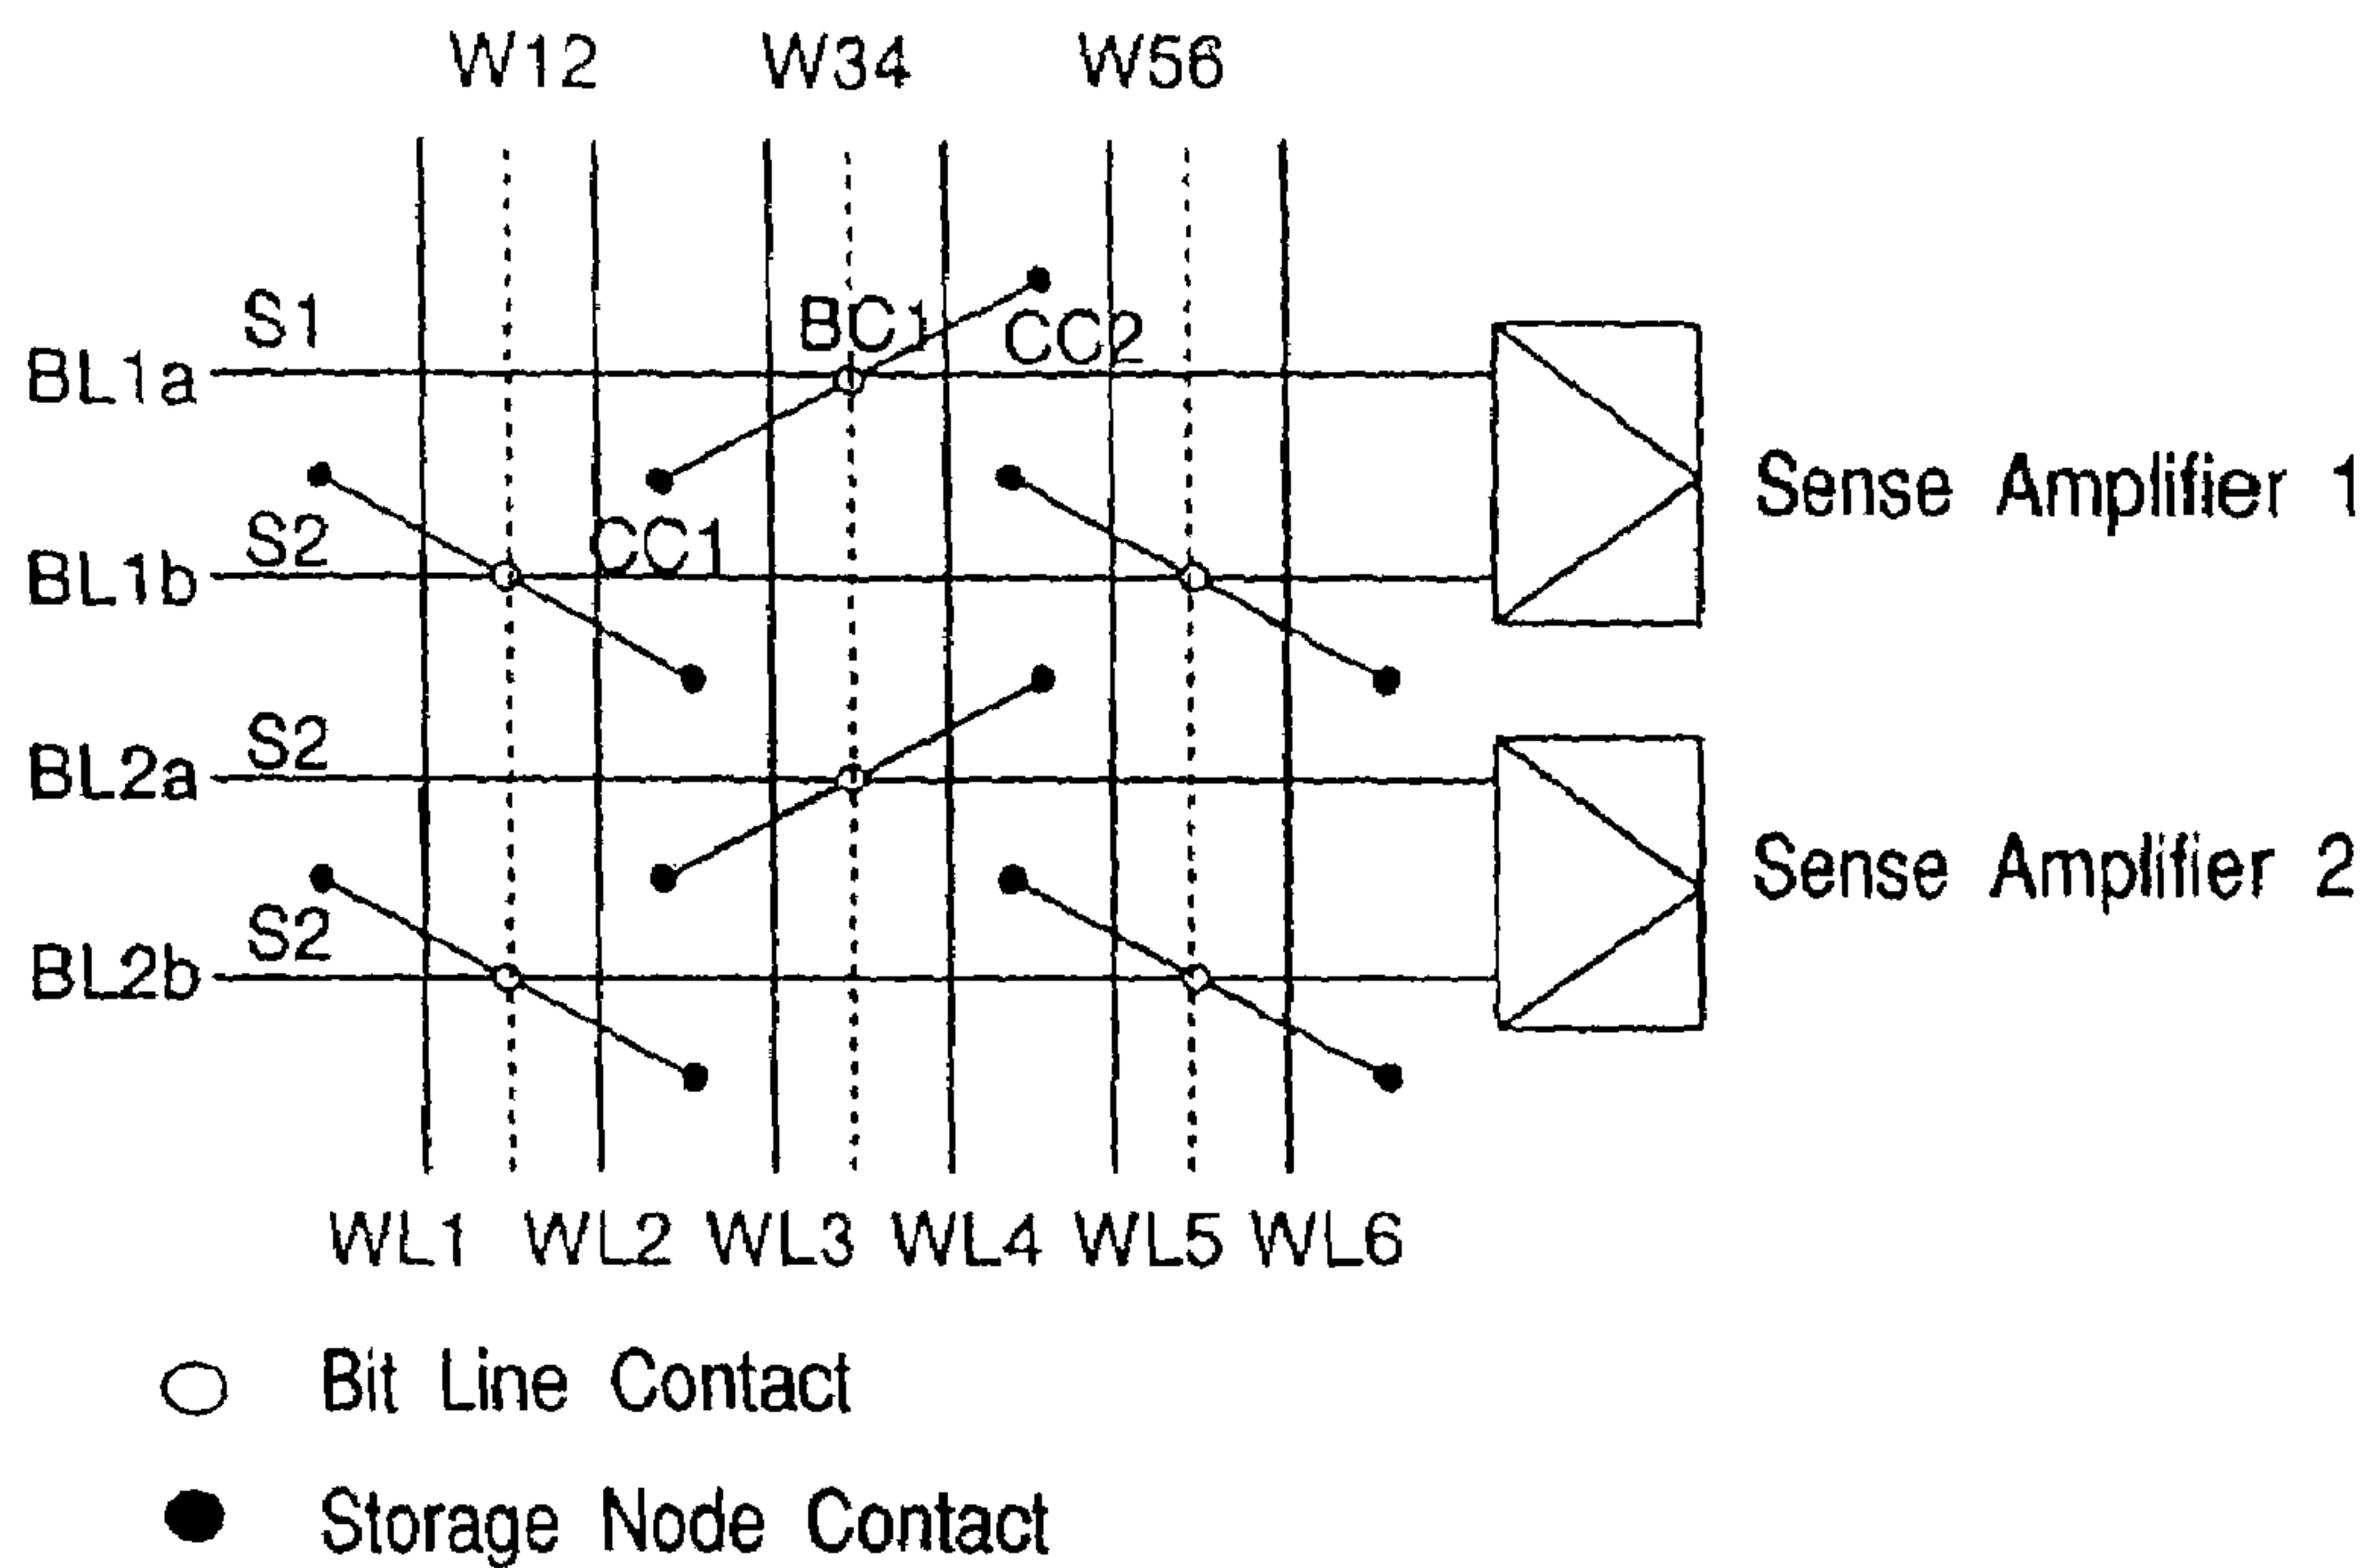 W12 W34 W56
S1 BC1 CC2
BL1a
Sense Amplifier 1
S2 CC1
BL1b
S2
BL2a
Sense Amplifier 2
S2
BL2b
WL1 WL2 WL3 WL4 WL5 WL6
Bit Line Contact
Storage Node Contact